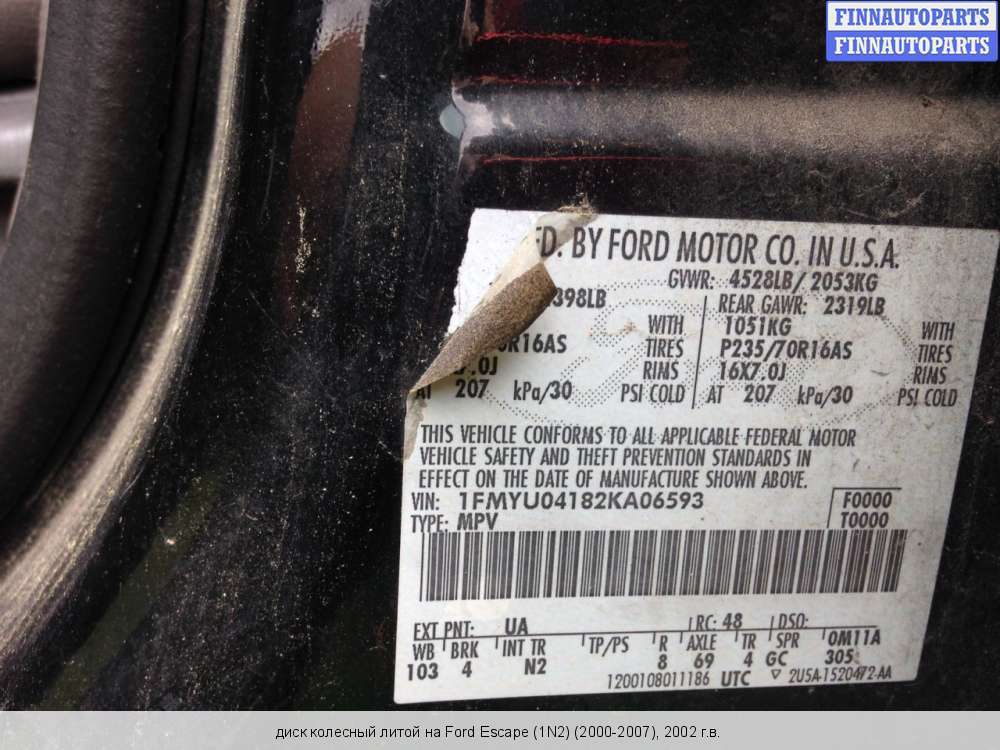 FINNAUTOPARTS
FINNAUTOPARTS
FD. BY FORD MOTOR CO. IN U.S.A.
GVWR: 4528LB/ 2053KG
398LB REAR GAWR: 2319LB
WITH 1051KG WITH
R16AS TIRES P235/70R16AS TIRES
.0J RIMS 16X7.0J RIMS
AT 207 kPa/30 PSI COLD AT 207 kPa/30 PSI COLD
THIS VEHICLE CONFORMS TO ALL APPLICABLE FEDERAL MOTOR
VEHICLE SAFETY AND THEFT PREVENTION STANDARDS IN
EFFECT ON THE DATE OF MANUFACTURE SHOWN ABOVE.
VIN: 1FMYU04182KA06593 F0000
TYPE: MPV T0000
EXT PNT: UA RC: 48 DSO:
WB BRK INT TR TP/PS R AXLE TR SPR 0M11A
103 4 N2 8 69 4 GC 305
1200108011186 UTC ▽ 2U5A-1520472-AA
диск колесный литой на Ford Escape (1N2) (2000-2007), 2002 г.в.